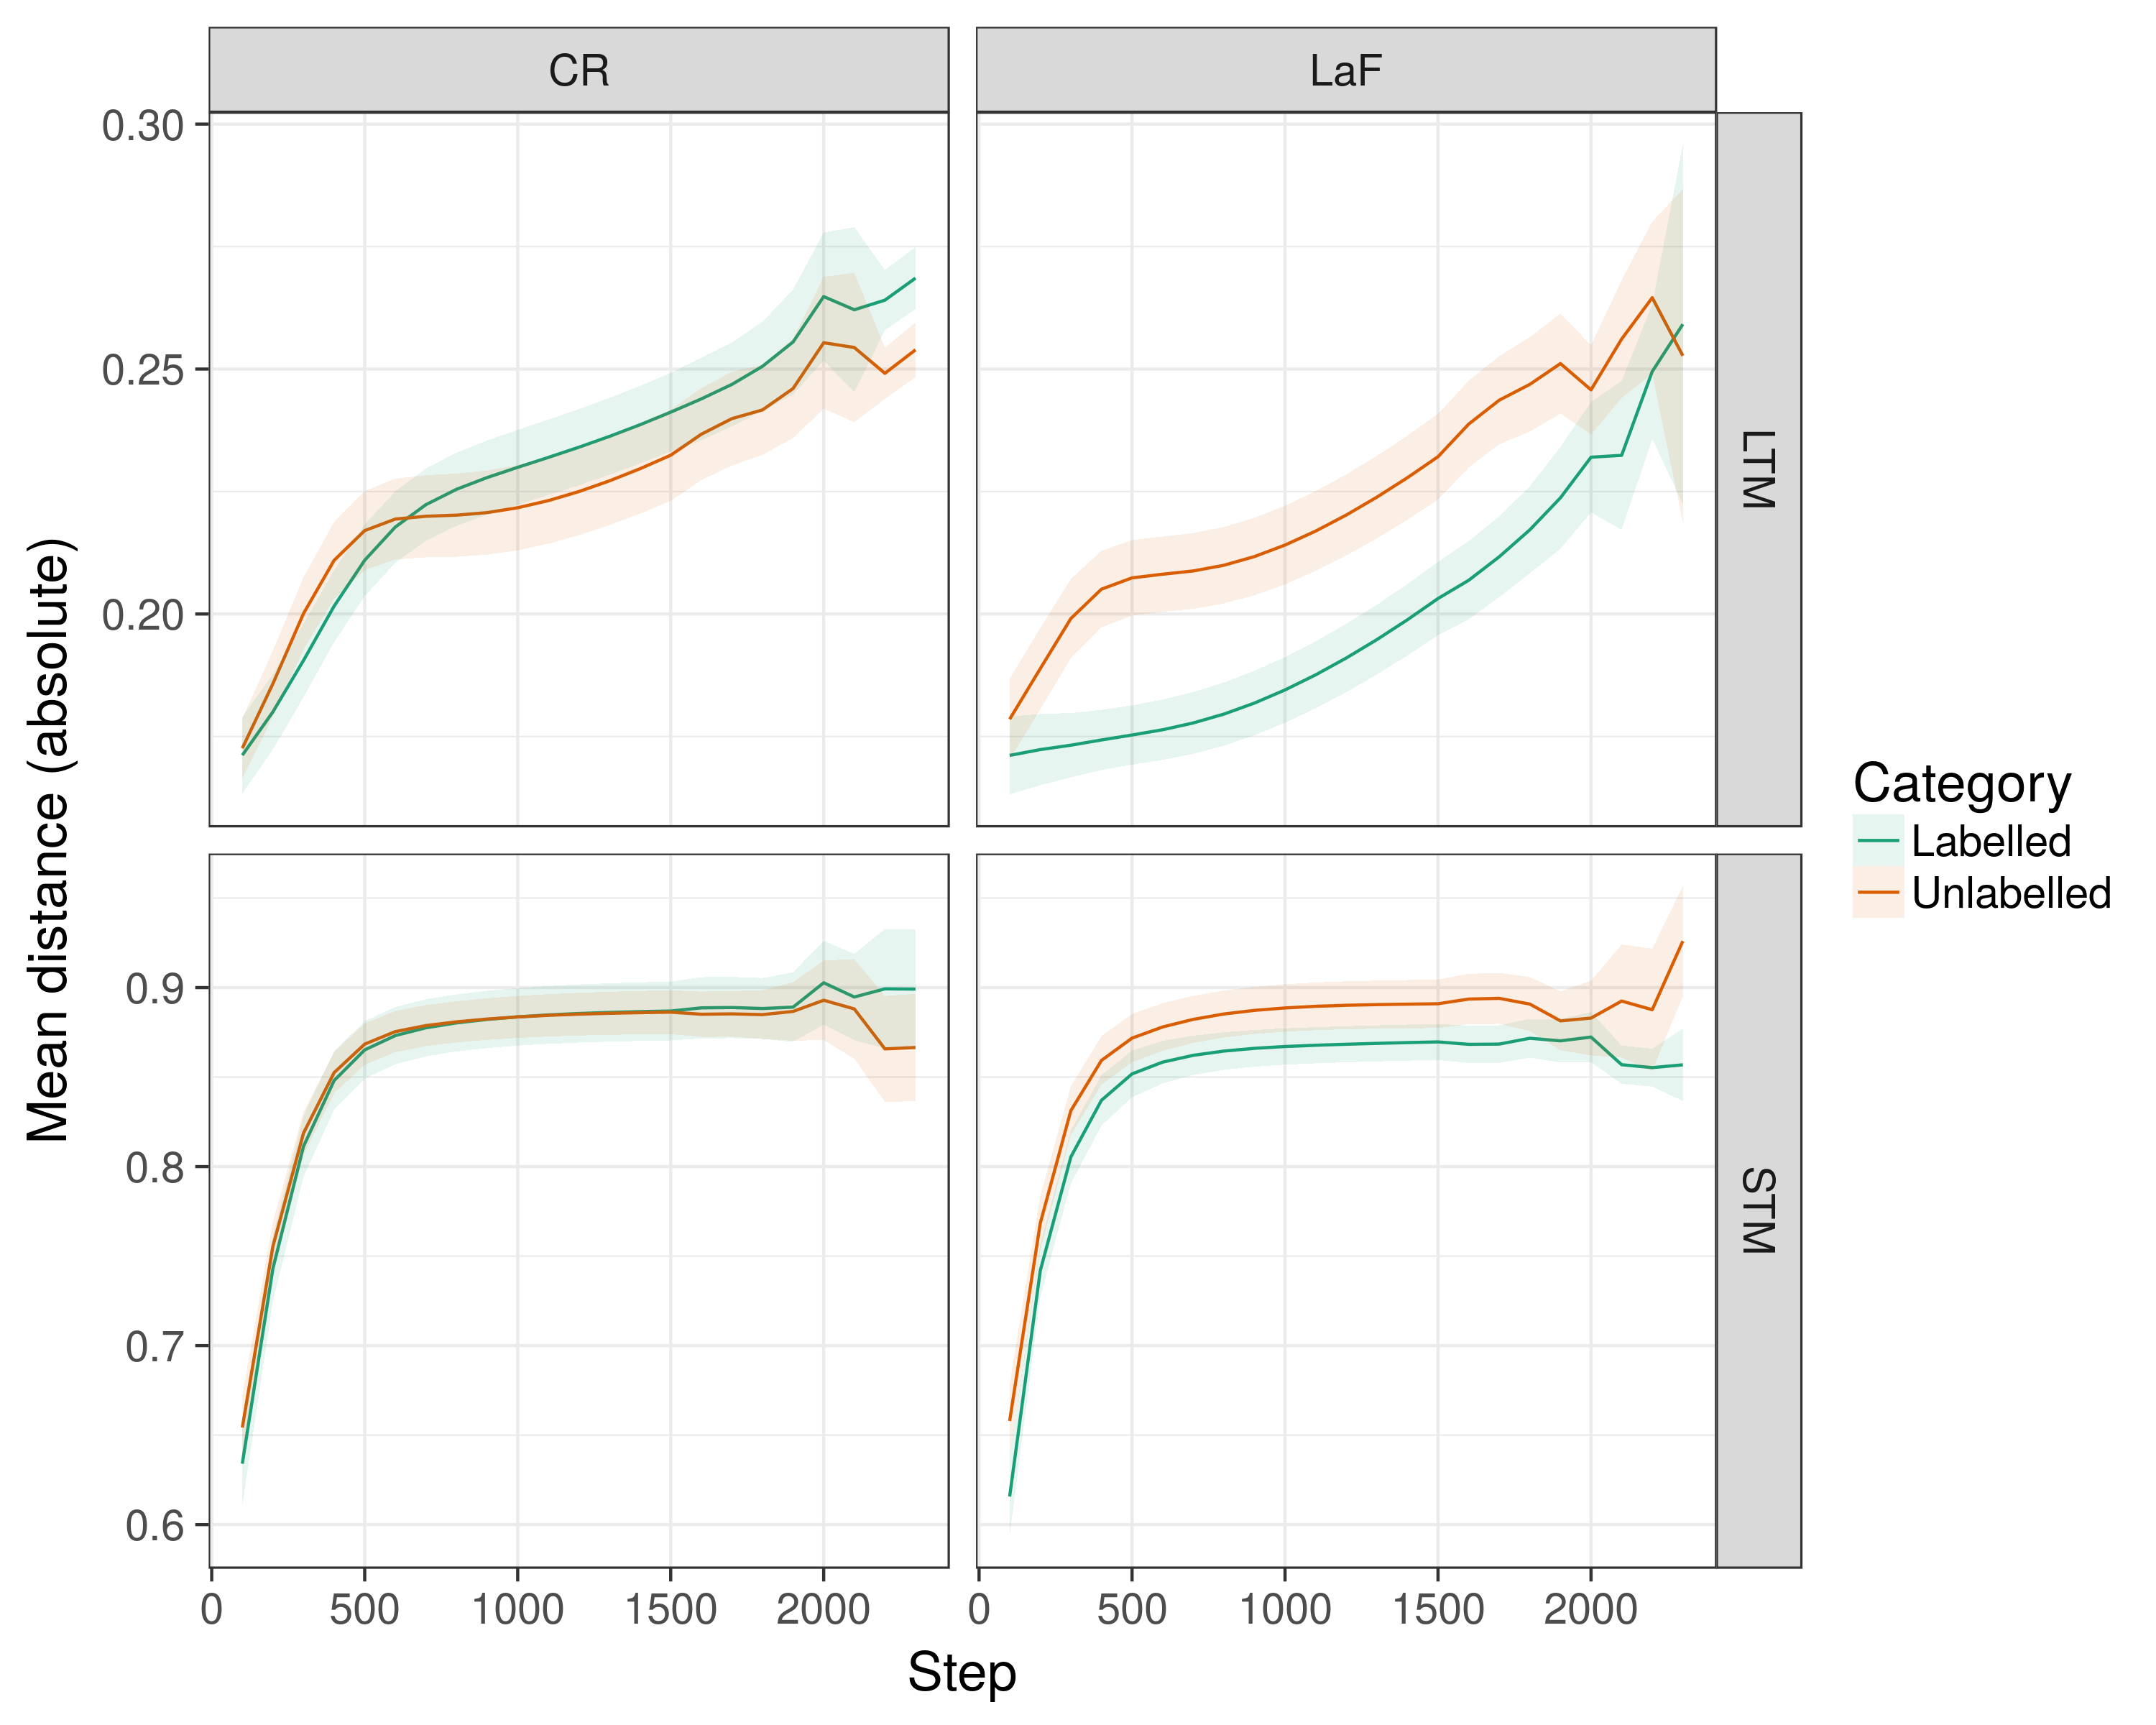 CR
LaF
0.30
0.25
0.20
LTM
Mean distance (absolute)
0.9
0.8
0.7
0.6
STM
0
500
1000
1500
2000
0
500
1000
1500
2000
Step
Category
Labelled
Unlabelled